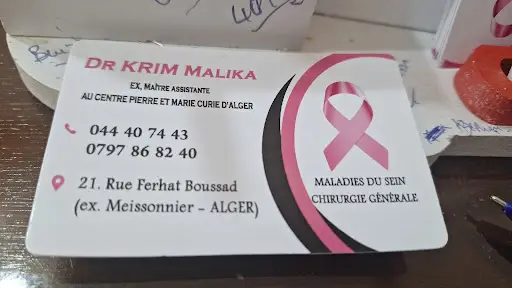 DR KRIM MALIKA
EX, MAÎTRE ASSISTANTE
AU CENTRE PIERRE ET MARIE CURIE D'ALGER
044 40 74 43
0797 86 82 40
21. Rue Ferhat Boussad
(ex. Meissonnier – ALGER)
MALADIES DU SEIN
CHIRURGIE GÉNÉRALE